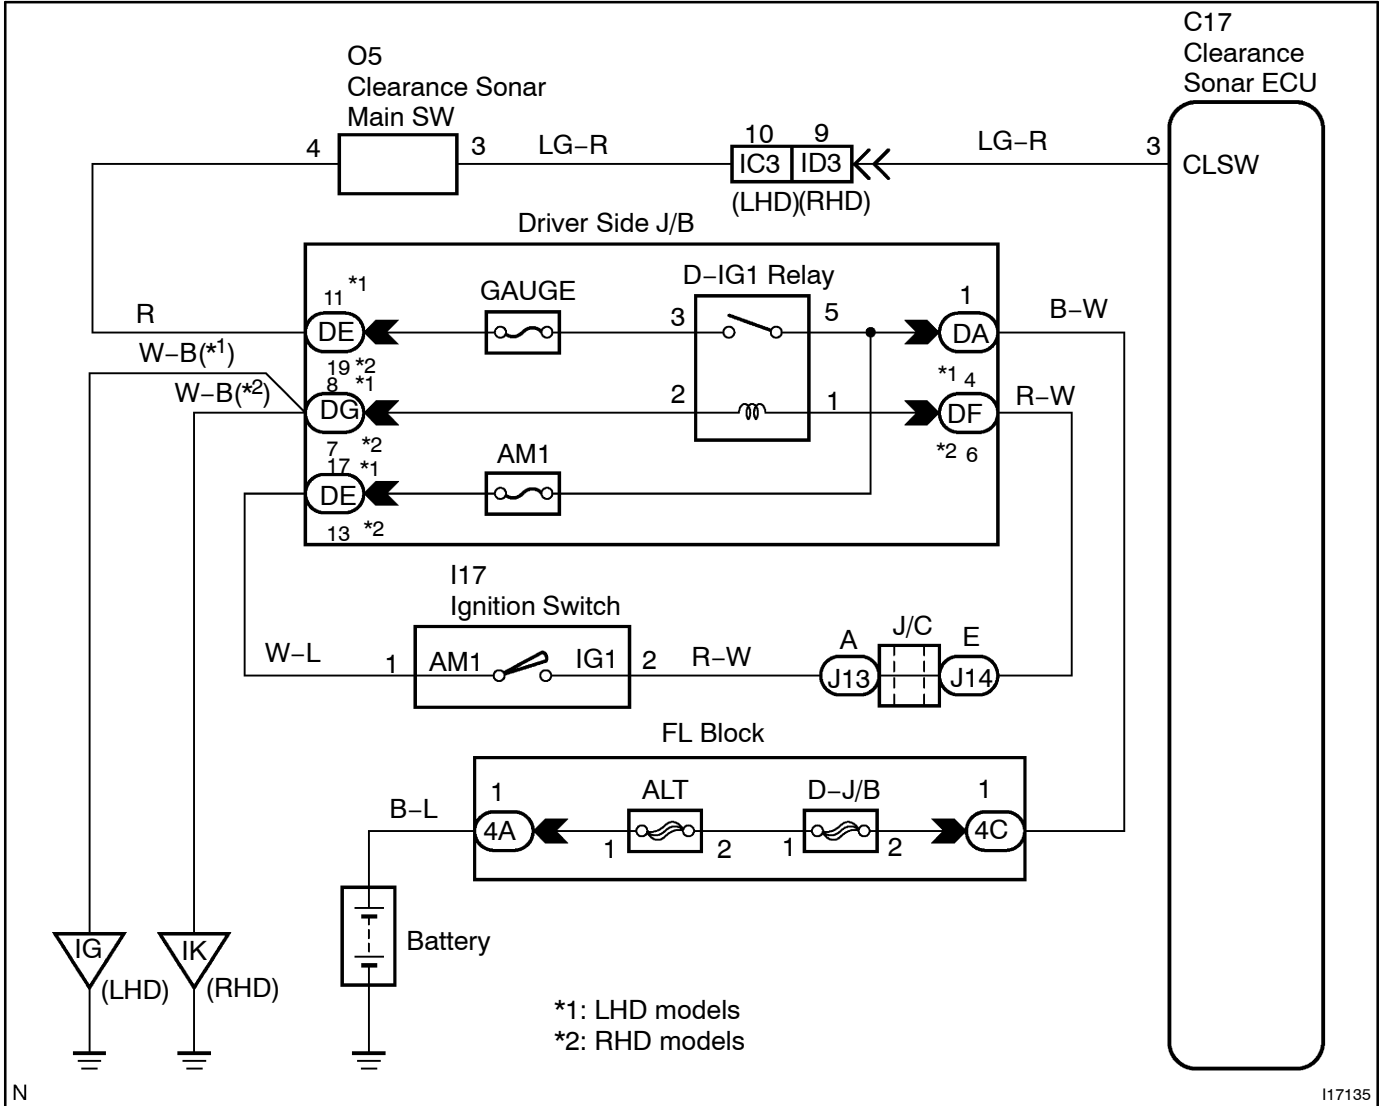 C17
Clearance
Sonar ECU
O5
Clearance Sonar
Main SW
4
3
LG-R
10
9
IC3
ID3
(LHD)
(RHD)
LG-R
3
CLSW
Driver Side J/B
D-IG1 Relay
GAUGE
11
*1
DE
3
5
1
DA
B-W
R
W-B(*1)
19
*2
8
*1
W-B(*2)
DG
2
1
*1
4
DF
R-W
7
*2
17
*1
AM1
*2
6
DE
13
*2
I17
Ignition Switch
W-L
1
AM1
IG1
2
R-W
A
J/C
E
J13
J14
FL Block
B-L
1
ALT
D-J/B
1
4A
1
2
1
2
4C
IG
(LHD)
IK
(RHD)
Battery
*1: LHD models
*2: RHD models
N
I17135